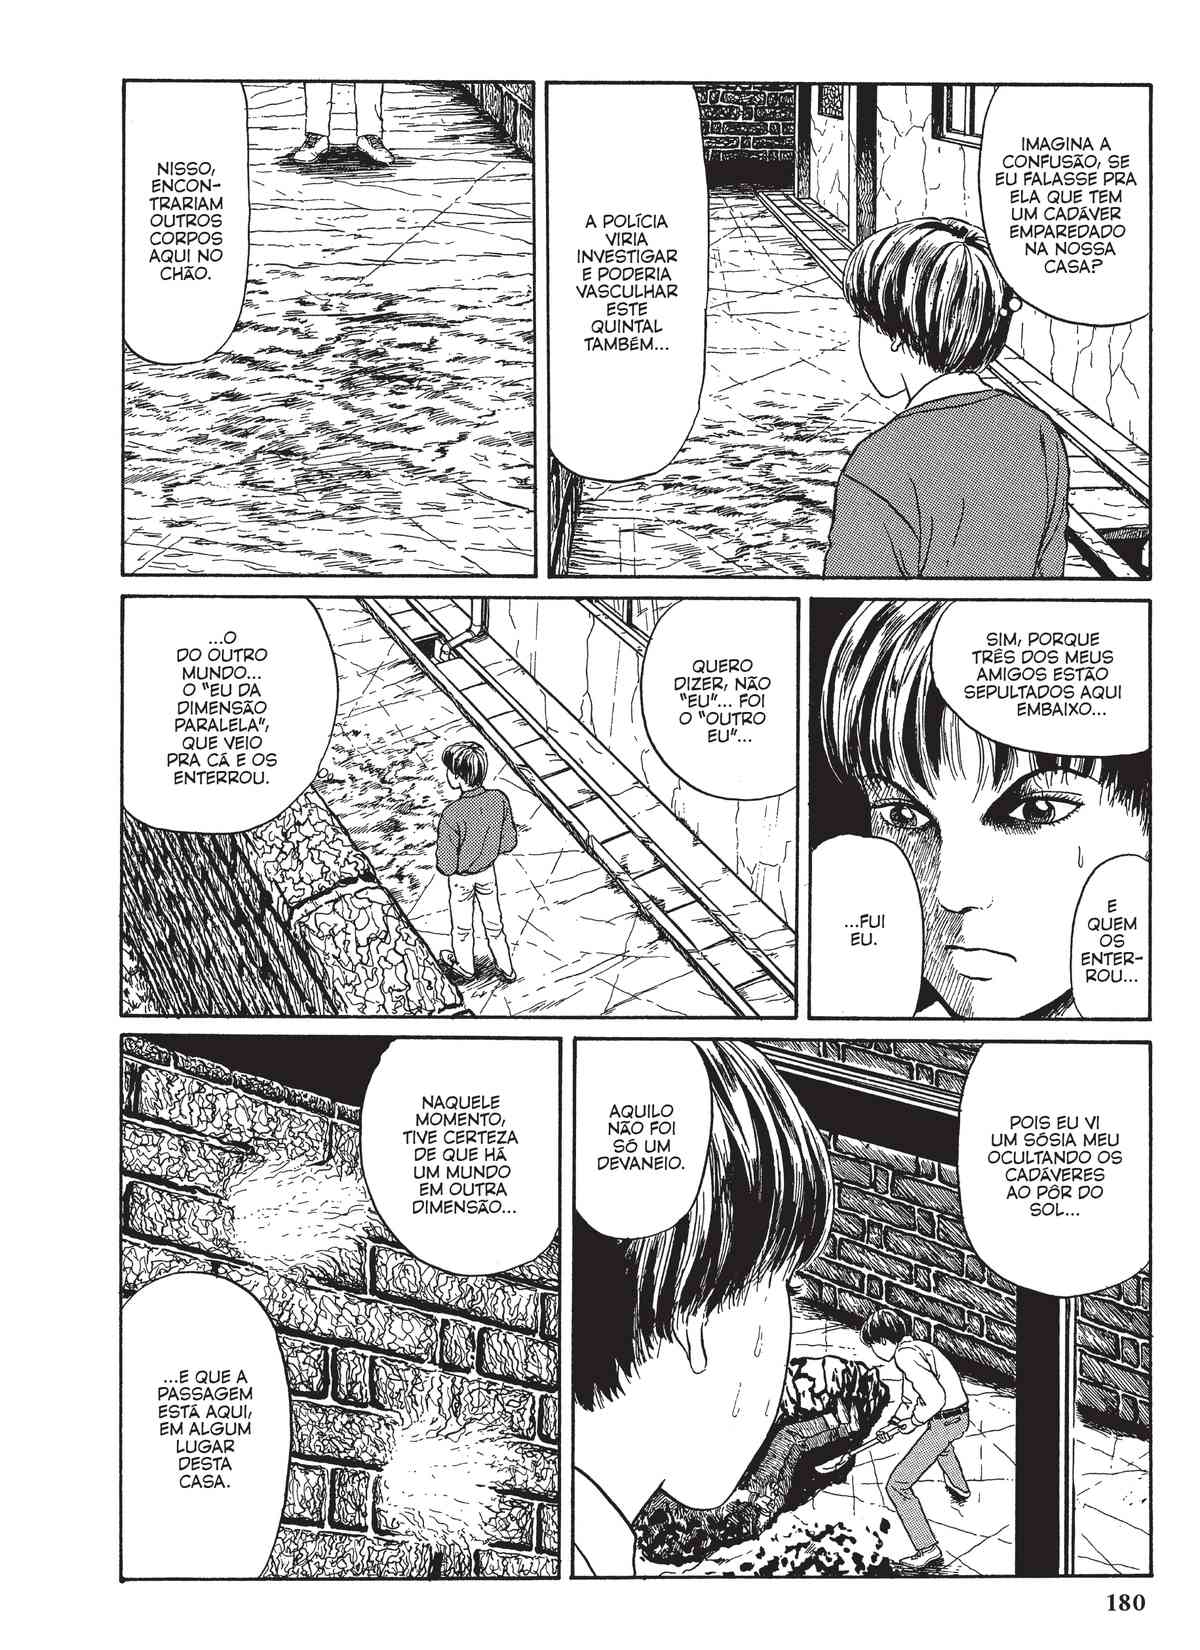 IMAGINA A
CONFUSÃO, SE
EU FALASSE PRA
ELA QUE TEM
UM CADÁVER
EMPAREDADO
NA NOSSA
CASA?
A POLÍCIA
VIRIA
INVESTIGAR
E PODERIA
VASCULHAR
ESTE
QUINTAL
TAMBÉM...
NISSO,
ENCON-
TRARIAM
OUTROS
CORPOS
AQUI NO
CHÃO.
SIM, PORQUE
TRÊS DOS MEUS
AMIGOS ESTÃO
SEPULTADOS AQUI
EMBAIXO...
E
QUEM
OS
ENTER-
ROU...
...FUI
EU.
QUERO
DIZER, NÃO
"EU"... FOI
O "OUTRO
EU"...
...O
DO OUTRO
MUNDO...
O "EU DA
DIMENSÃO
PARALELA",
QUE VEIO
PRA CÁ E OS
ENTERROU.
POIS EU VI
UM SÓSIA MEU
OCULTANDO OS
CADÁVERES
AO PÔR DO
SOL...
AQUILO
NÃO FOI
SÓ UM
DEVANEIO.
NAQUELE
MOMENTO,
TIVE CERTEZA
DE QUE HÁ
UM MUNDO
EM OUTRA
DIMENSÃO...
...E QUE A
PASSAGEM
ESTÁ AQUI,
EM ALGUM
LUGAR
DESTA
CASA.
180